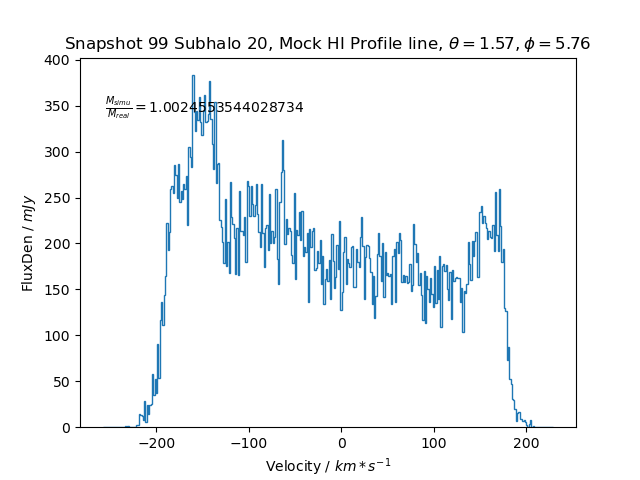 Snapshot 99 Subhalo 20, Mock HI Profile line, θ = 1.57, ϕ = 5.76
400
350
300
250
200
150
100
50
0
FluxDen / mJy
M_simu/M_real = 1.0024553544028734
−200 −100 0 100 200
Velocity / km * s⁻¹